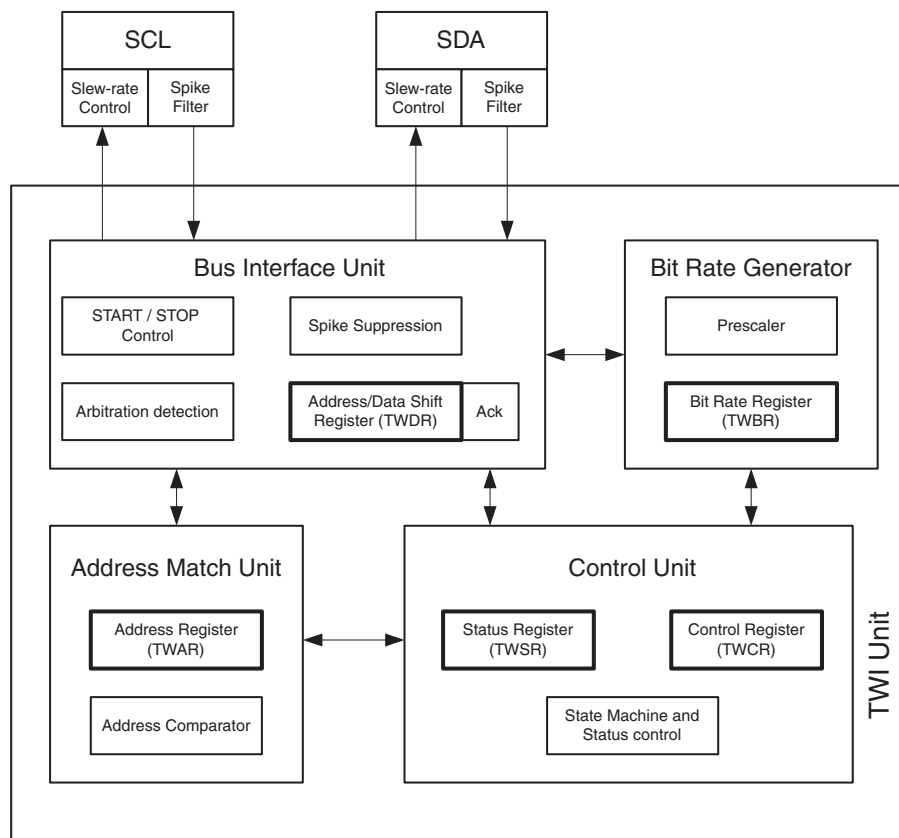 SCL
Slew-rate
Control
Spike
Filter
SDA
Slew-rate
Control
Spike
Filter
Bus Interface Unit
START / STOP
Control
Spike Suppression
Arbitration detection
Address/Data Shift
Register (TWDR)
Ack
Bit Rate Generator
Prescaler
Bit Rate Register
(TWBR)
Address Match Unit
Address Register
(TWAR)
Address Comparator
Control Unit
Status Register
(TWSR)
Control Register
(TWCR)
State Machine and
Status control
TWI Unit